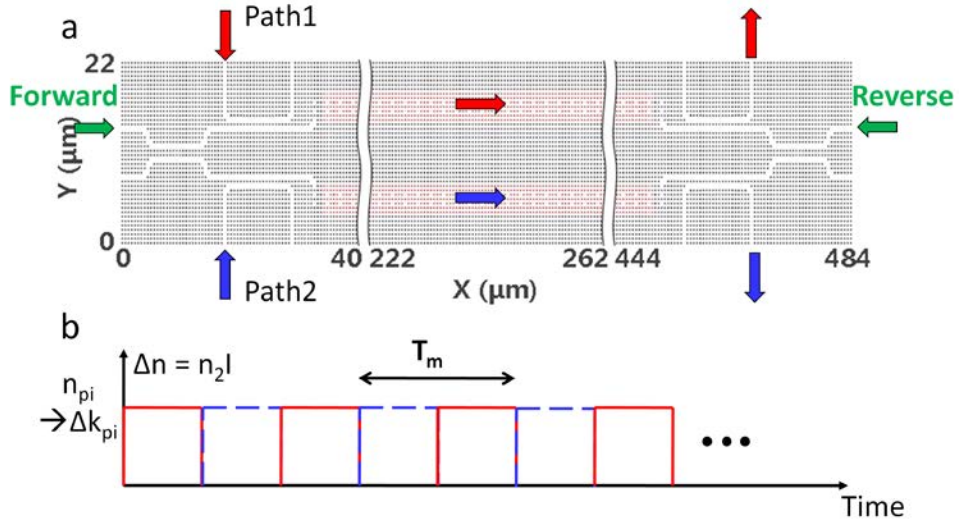 a
Path1
22
Forward
Reverse
Y (μm)
0
0
40
222
262
444
484
Path2
X (μm)
b
Δn = n₂I
Tₘ
nₚᵢ
→Δkₚᵢ
•••
Time